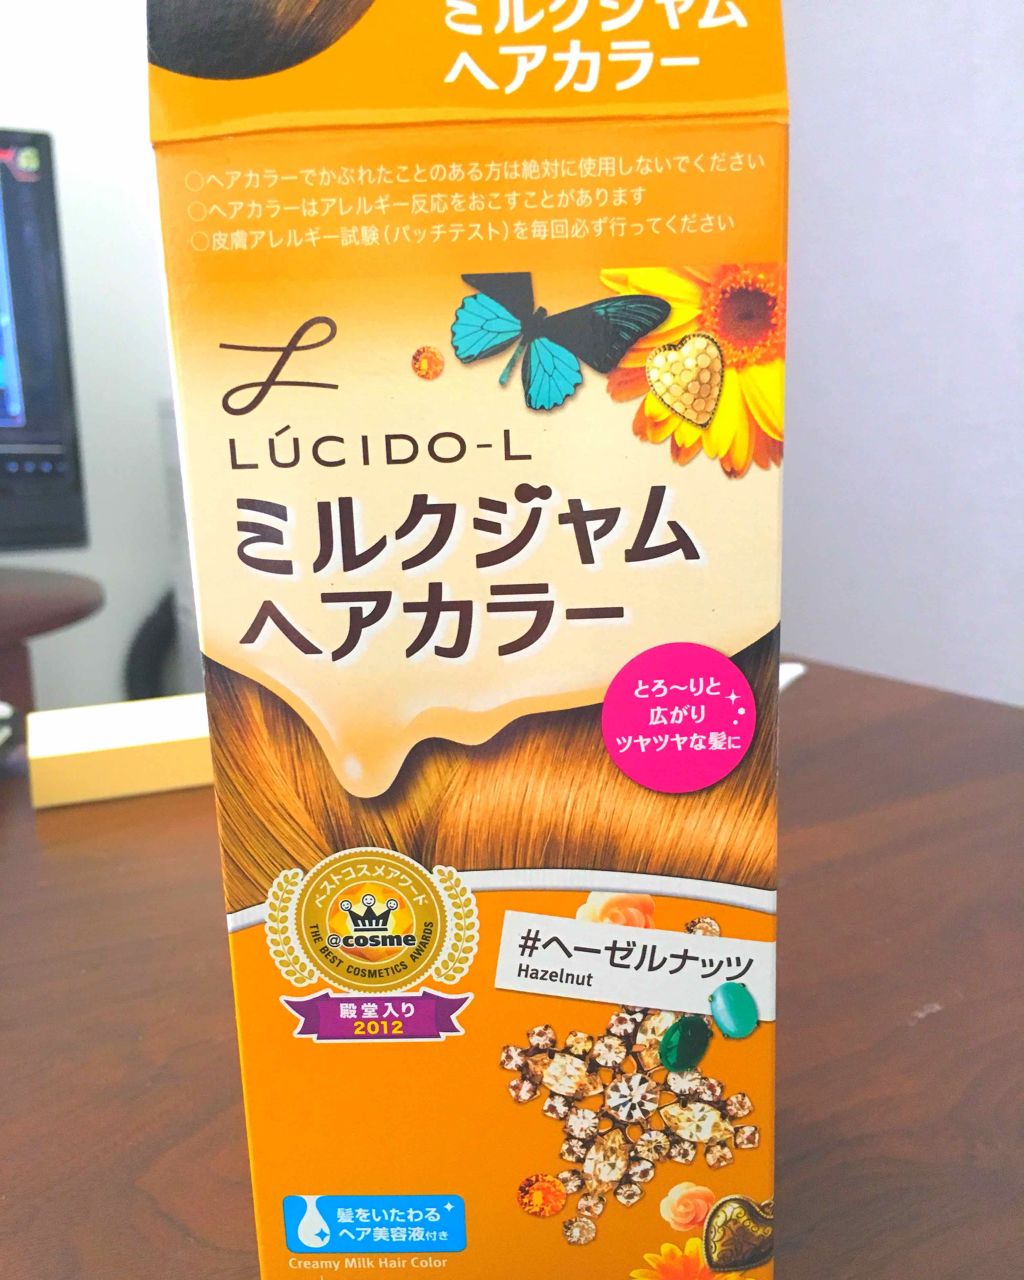 ミルクジャム
ヘアカラー
○ヘアカラーでかぶれたことのある方は絶対に使用しないでください
○ヘアカラーはアレルギー反応をおこすことがあります
○皮膚アレルギー試験(パッチテスト)を毎回必ず行ってください
LÚCIDO-L
ミルクジャム
ヘアカラー
とろ〜りと
広がり
ツヤツヤな髪に
ベストコスメアワード
@cosme
THE BEST COSMETICS AWARDS
殿堂入り
2012
#ヘーゼルナッツ
Hazelnut
髪をいたわる
ヘア美容液付き
Creamy Milk Hair Color